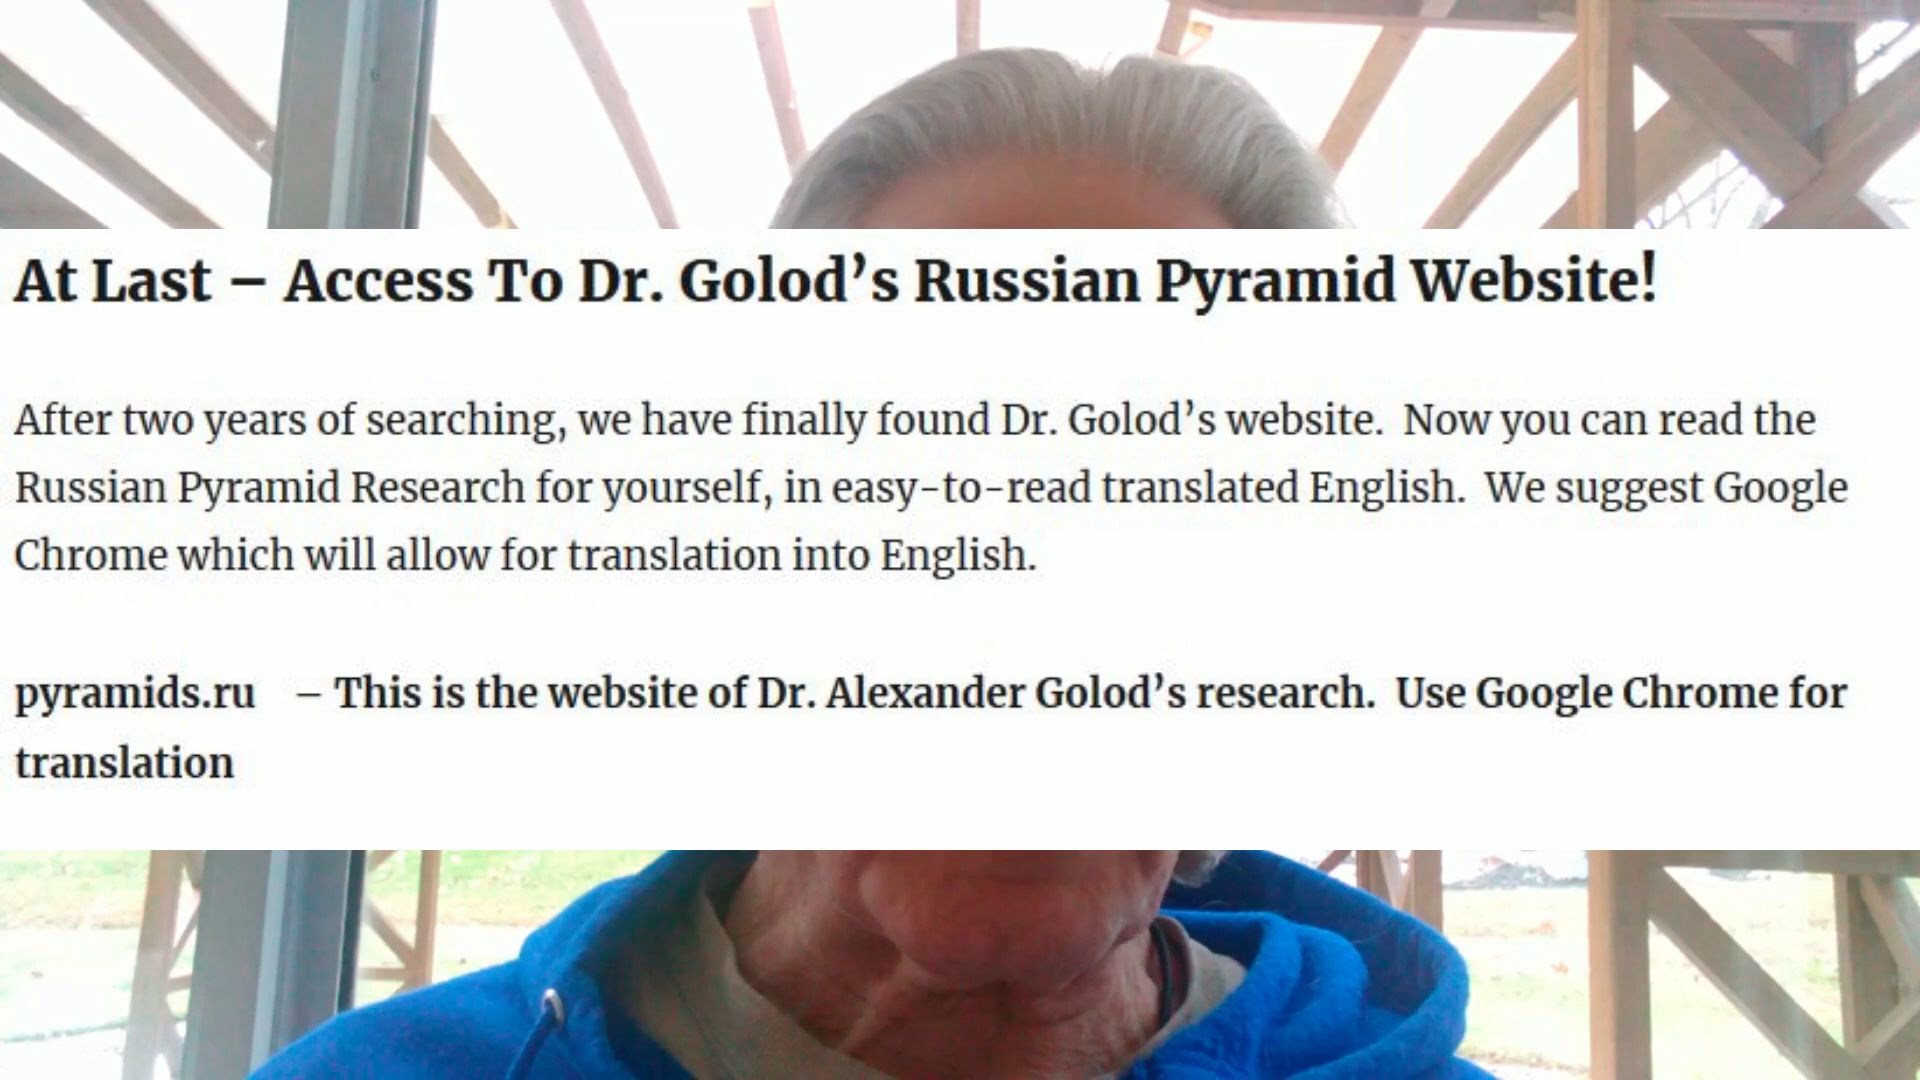 At Last – Access To Dr. Golod’s Russian Pyramid Website!
After two years of searching, we have finally found Dr. Golod’s website. Now you can read the
Russian Pyramid Research for yourself, in easy-to-read translated English. We suggest Google
Chrome which will allow for translation into English.
pyramids.ru – This is the website of Dr. Alexander Golod’s research. Use Google Chrome for
translation